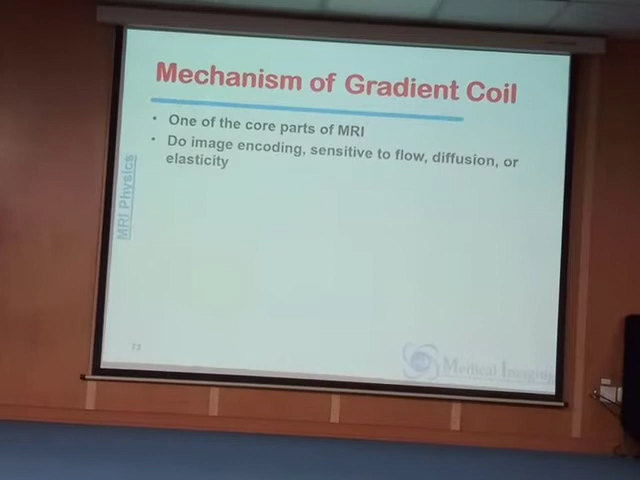 Mechanism of Gradient Coil
• One of the core parts of MRI
• Do image encoding, sensitive to flow, diffusion, or
elasticity
MRI Physics
73
Medical Imaging